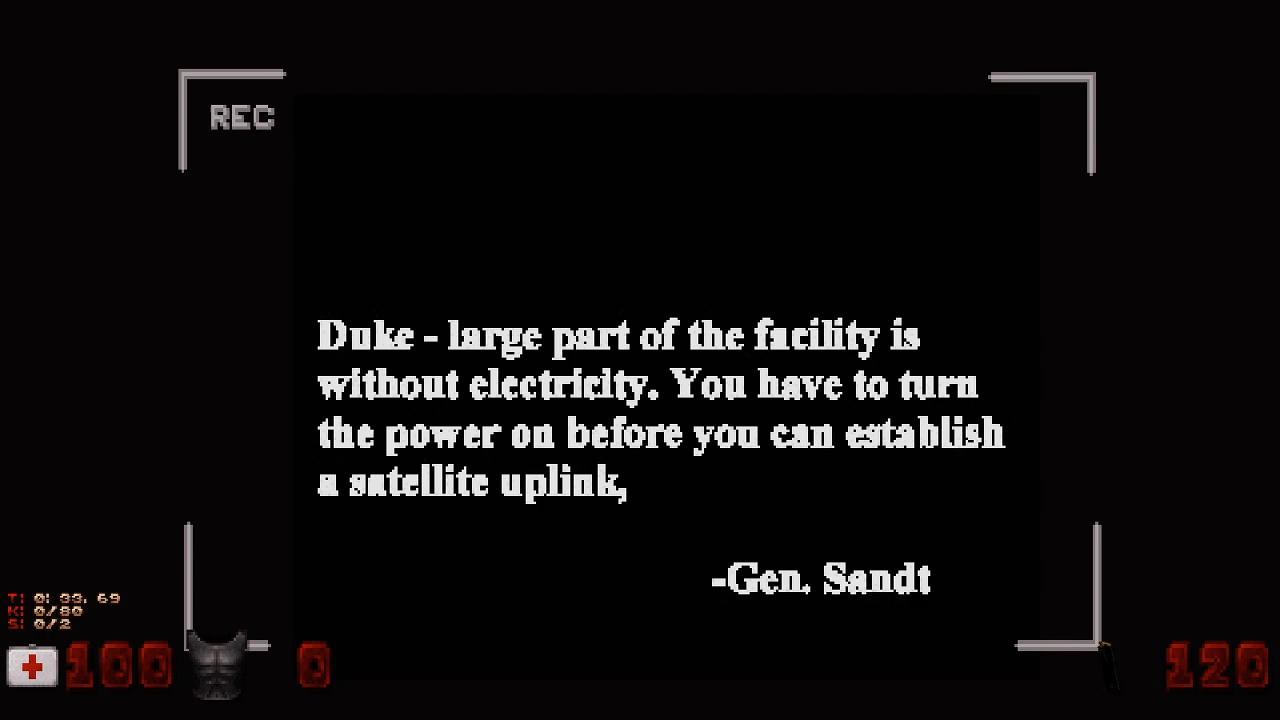 REC
Duke - large part of the facility is
without electricity. You have to turn
the power on before you can establish
a satellite uplink,
-Gen. Sandt
T: 0:33.69
K: 0/80
S: 0/2
100 0 120